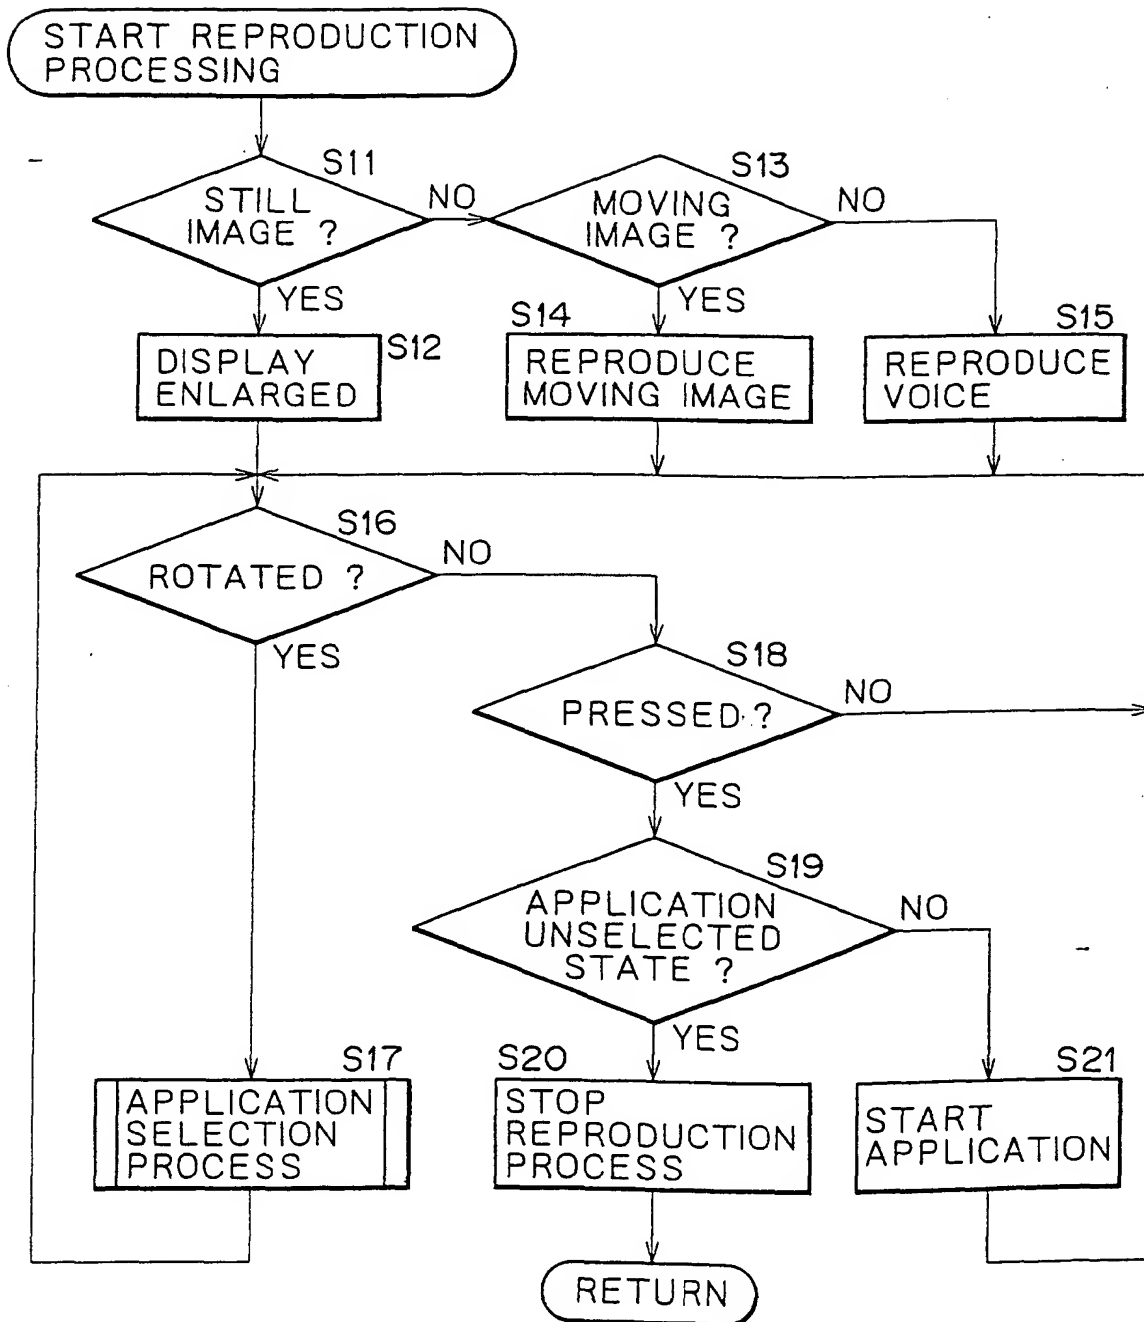 START REPRODUCTION
PROCESSING
S11
STILL
IMAGE ?
NO
YES
S13
MOVING
IMAGE ?
NO
YES
S12
DISPLAY
ENLARGED
S14
REPRODUCE
MOVING IMAGE
S15
REPRODUCE
VOICE
S16
ROTATED ?
NO
YES
S18
PRESSED ?
NO
YES
S19
APPLICATION
UNSELECTED
STATE ?
NO
YES
S17
APPLICATION
SELECTION
PROCESS
S20
STOP
REPRODUCTION
PROCESS
S21
START
APPLICATION
RETURN